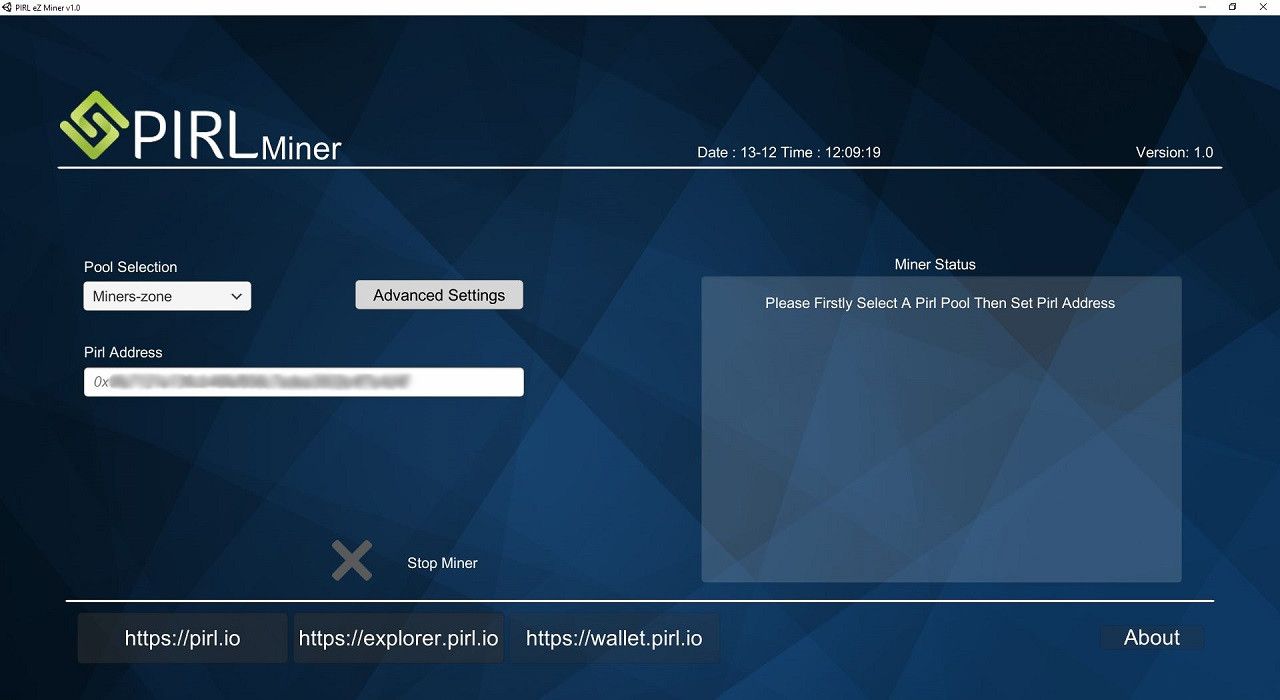 PIRL eZ Miner v1.0
PIRL Miner
Date : 13-12 Time : 12:09:19
Version: 1.0
Pool Selection
Miners-zone
Advanced Settings
Pirl Address
0x
Miner Status
Please Firstly Select A Pirl Pool Then Set Pirl Address
Stop Miner
https://pirl.io
https://explorer.pirl.io
https://wallet.pirl.io
About